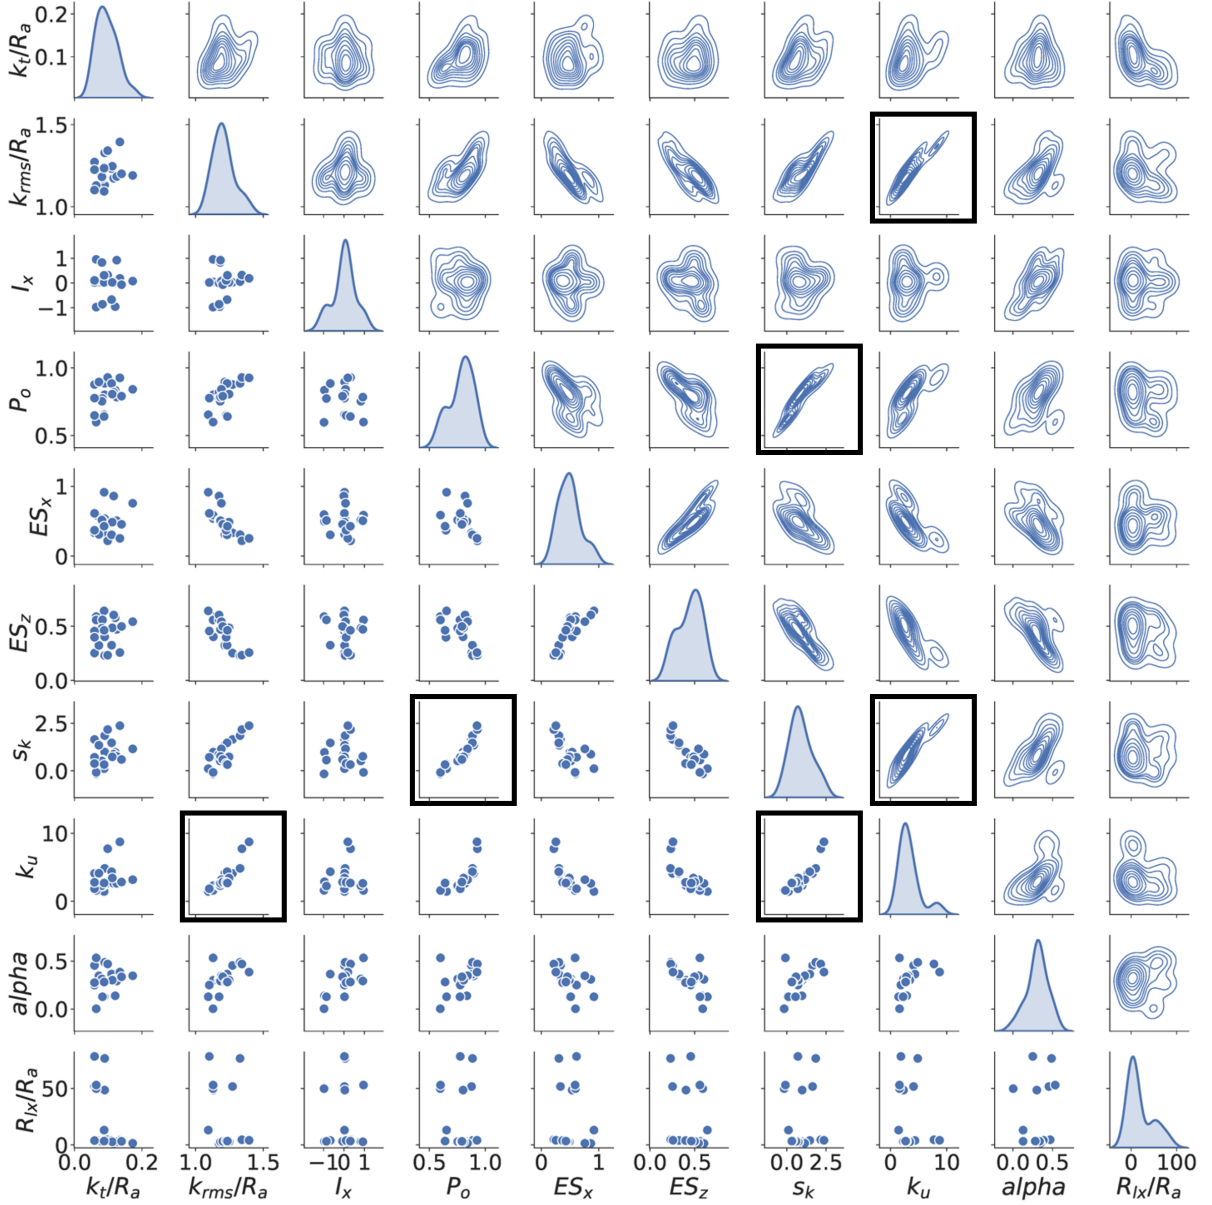 0.2
0.1
k_t/R_a
1.5
1.0
k_rms/R_a
1
0
−1
I_x
1.0
0.5
P_o
1
0
ES_x
0.5
0.0
ES_z
2.5
0.0
s_k
10
0
k_u
0.5
0.0
alpha
50
0
R_lx/R_a
0.0 0.2 1.0 1.5 −10 1 0.5 1.0 0 1 0.0 0.5 0.0 2.5 0 10 0.0 0.5 0 100
k_t/R_a k_rms/R_a I_x P_o ES_x ES_z s_k k_u alpha R_lx/R_a